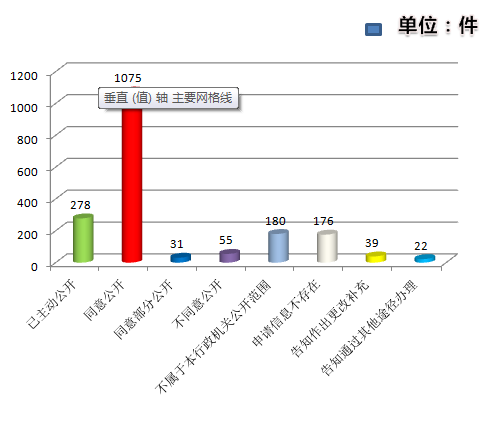 单位：件
1200
1000
800
600
400
200
0
278
1075
31
55
180
176
39
22
垂直 (值) 轴 主要网格线
已主动公开
同意公开
同意部分公开
不同意公开
不属于本行政机关公开范围
申请信息不存在
告知作出更改补充
告知通过其他途径办理